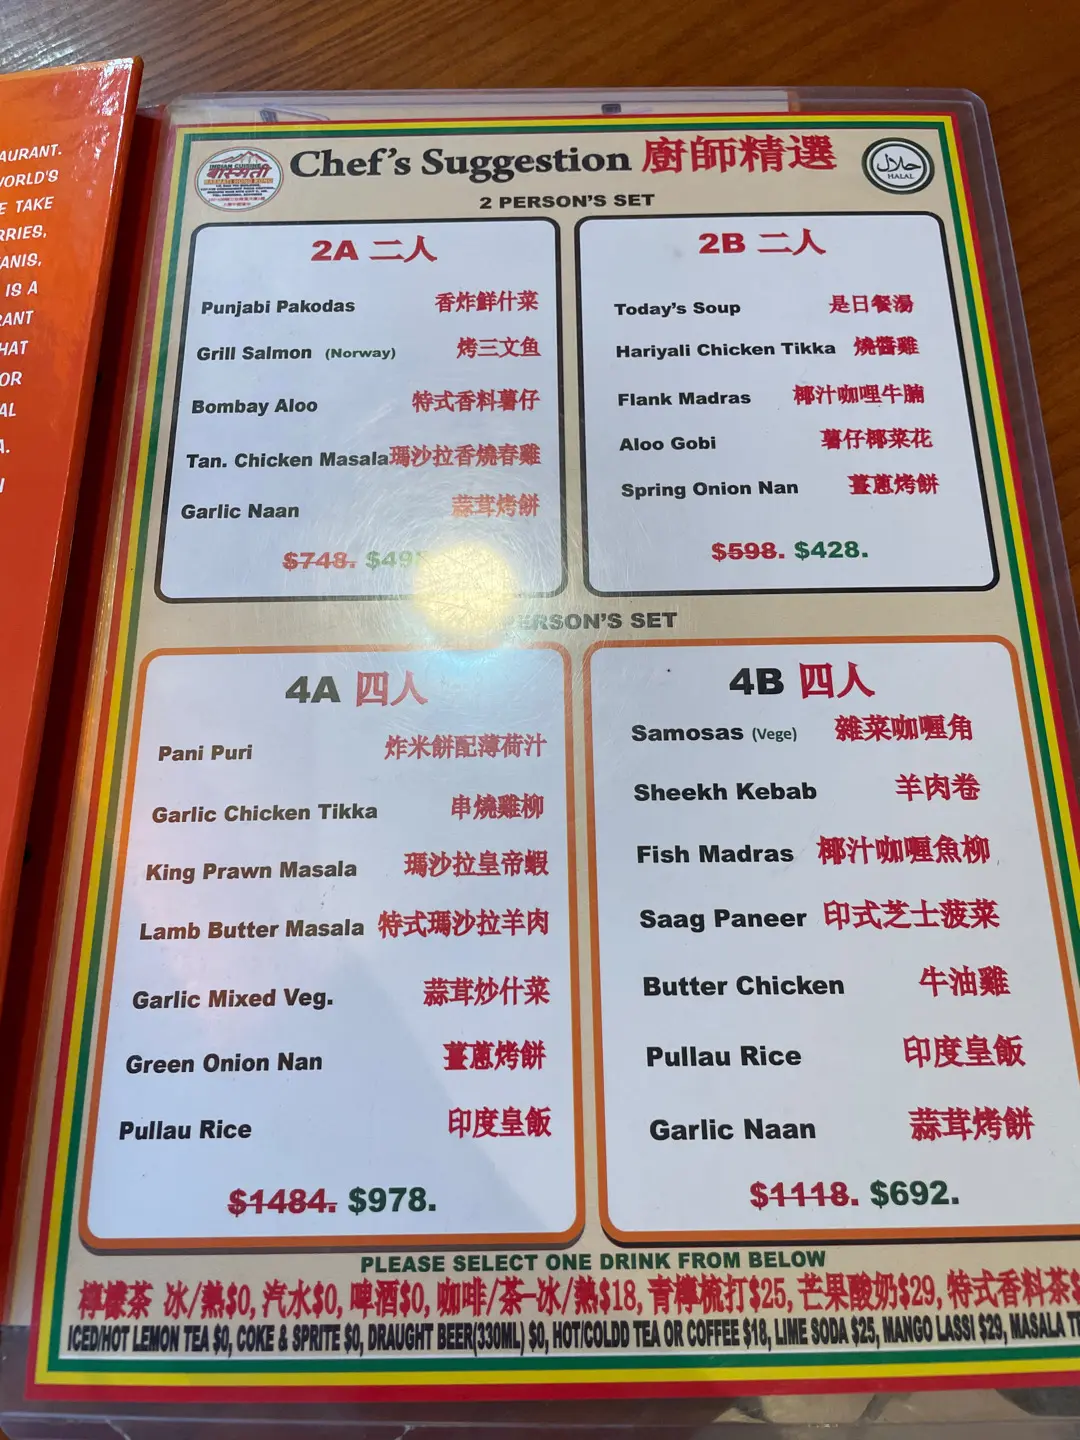 AURANT.
WORLD'S
E TAKE
RRIES,
ANIS,
IS A
RANT
HAT
OR
AL
A.
INDIAN CUISINE
बासमती
Chef's Suggestion 廚師精選
حلال
HALAL
2 PERSON'S SET
2A 二人
Punjabi Pakodas 香炸鮮什菜
Grill Salmon (Norway) 烤三文鱼
Bombay Aloo 特式香料薯仔
Tan. Chicken Masala 瑪沙拉香燒春雞
Garlic Naan 蒜茸烤餅
$748. $49
2B 二人
Today's Soup 是日餐湯
Hariyali Chicken Tikka 燒醬雞
Flank Madras 椰汁咖哩牛腩
Aloo Gobi 薯仔椰菜花
Spring Onion Nan 薑蔥烤餅
$598. $428.
PERSON'S SET
4A 四人
Pani Puri 炸米餅配薄荷汁
Garlic Chicken Tikka 串燒雞柳
King Prawn Masala 瑪沙拉皇帝蝦
Lamb Butter Masala 特式瑪沙拉羊肉
Garlic Mixed Veg. 蒜茸炒什菜
Green Onion Nan 薑蔥烤餅
Pullau Rice 印度皇飯
$1484. $978.
4B 四人
Samosas (Vege) 雜菜咖喱角
Sheekh Kebab 羊肉卷
Fish Madras 椰汁咖喱魚柳
Saag Paneer 印式芝士菠菜
Butter Chicken 牛油雞
Pullau Rice 印度皇飯
Garlic Naan 蒜茸烤餅
$1118. $692.
PLEASE SELECT ONE DRINK FROM BELOW
檸檬茶 冰/熱$0, 汽水$0, 啤酒$0, 咖啡/茶-冰/熱$18, 青檸梳打$25, 芒果酸奶$29, 特式香料茶$
ICED/HOT LEMON TEA $0, COKE & SPRITE $0, DRAUGHT BEER(330ML) $0, HOT/COLDD TEA OR COFFEE $18, LIME SODA $25, MANGO LASSI $29, MASALA